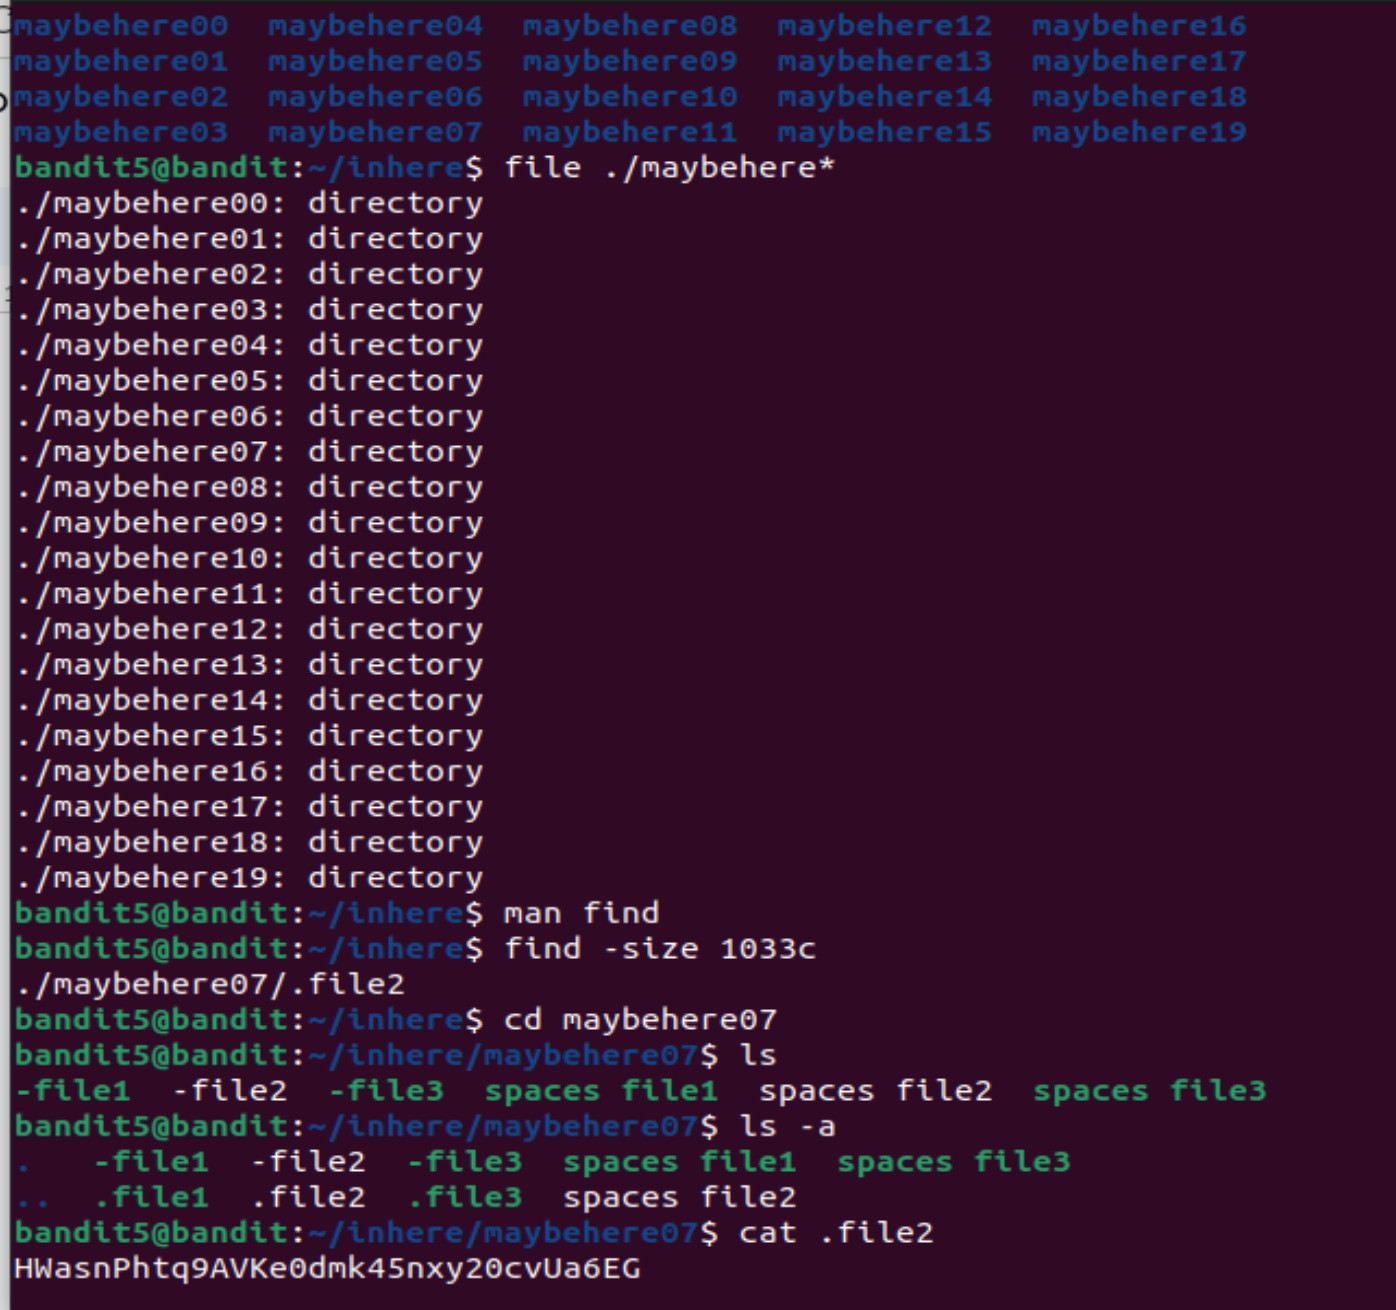 maybehere00  maybehere04  maybehere08  maybehere12  maybehere16
maybehere01  maybehere05  maybehere09  maybehere13  maybehere17
maybehere02  maybehere06  maybehere10  maybehere14  maybehere18
maybehere03  maybehere07  maybehere11  maybehere15  maybehere19
bandit5@bandit:~/inhere$ file ./maybehere*
./maybehere00: directory
./maybehere01: directory
./maybehere02: directory
./maybehere03: directory
./maybehere04: directory
./maybehere05: directory
./maybehere06: directory
./maybehere07: directory
./maybehere08: directory
./maybehere09: directory
./maybehere10: directory
./maybehere11: directory
./maybehere12: directory
./maybehere13: directory
./maybehere14: directory
./maybehere15: directory
./maybehere16: directory
./maybehere17: directory
./maybehere18: directory
./maybehere19: directory
bandit5@bandit:~/inhere$ man find
bandit5@bandit:~/inhere$ find -size 1033c
./maybehere07/.file2
bandit5@bandit:~/inhere$ cd maybehere07
bandit5@bandit:~/inhere/maybehere07$ ls
-file1  -file2  -file3  spaces file1  spaces file2  spaces file3
bandit5@bandit:~/inhere/maybehere07$ ls -a
.   -file1  -file2  -file3  spaces file1  spaces file3
..  .file1  .file2  .file3  spaces file2
bandit5@bandit:~/inhere/maybehere07$ cat .file2
HWasnPhtq9AVKe0dmk45nxy20cvUa6EG